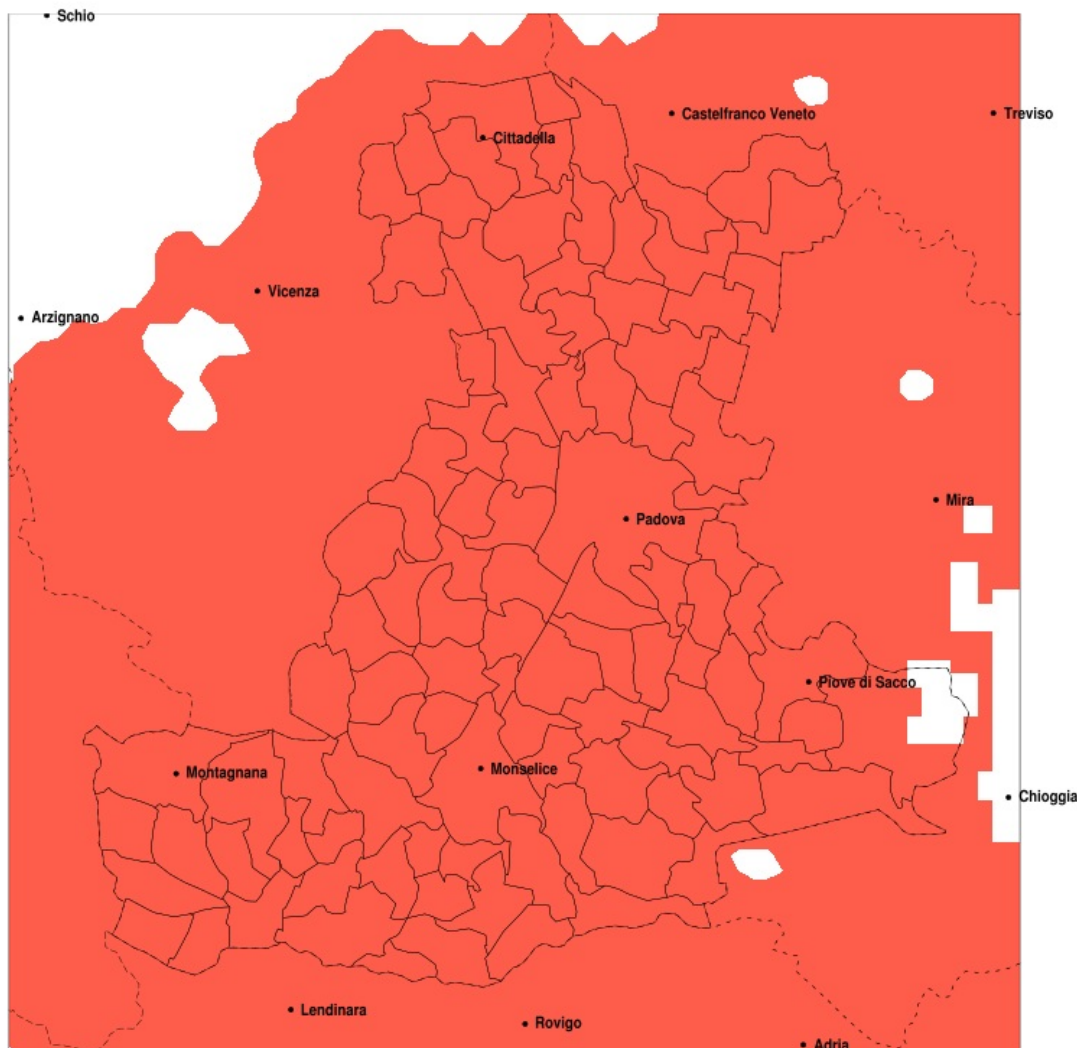 Schio
Castelfranco Veneto
Treviso
Cittadella
Vicenza
Arzignano
Mira
Padova
Piove di Sacco
Montagnana
Monselice
Chioggia
Lendinara
Rovigo
Adria